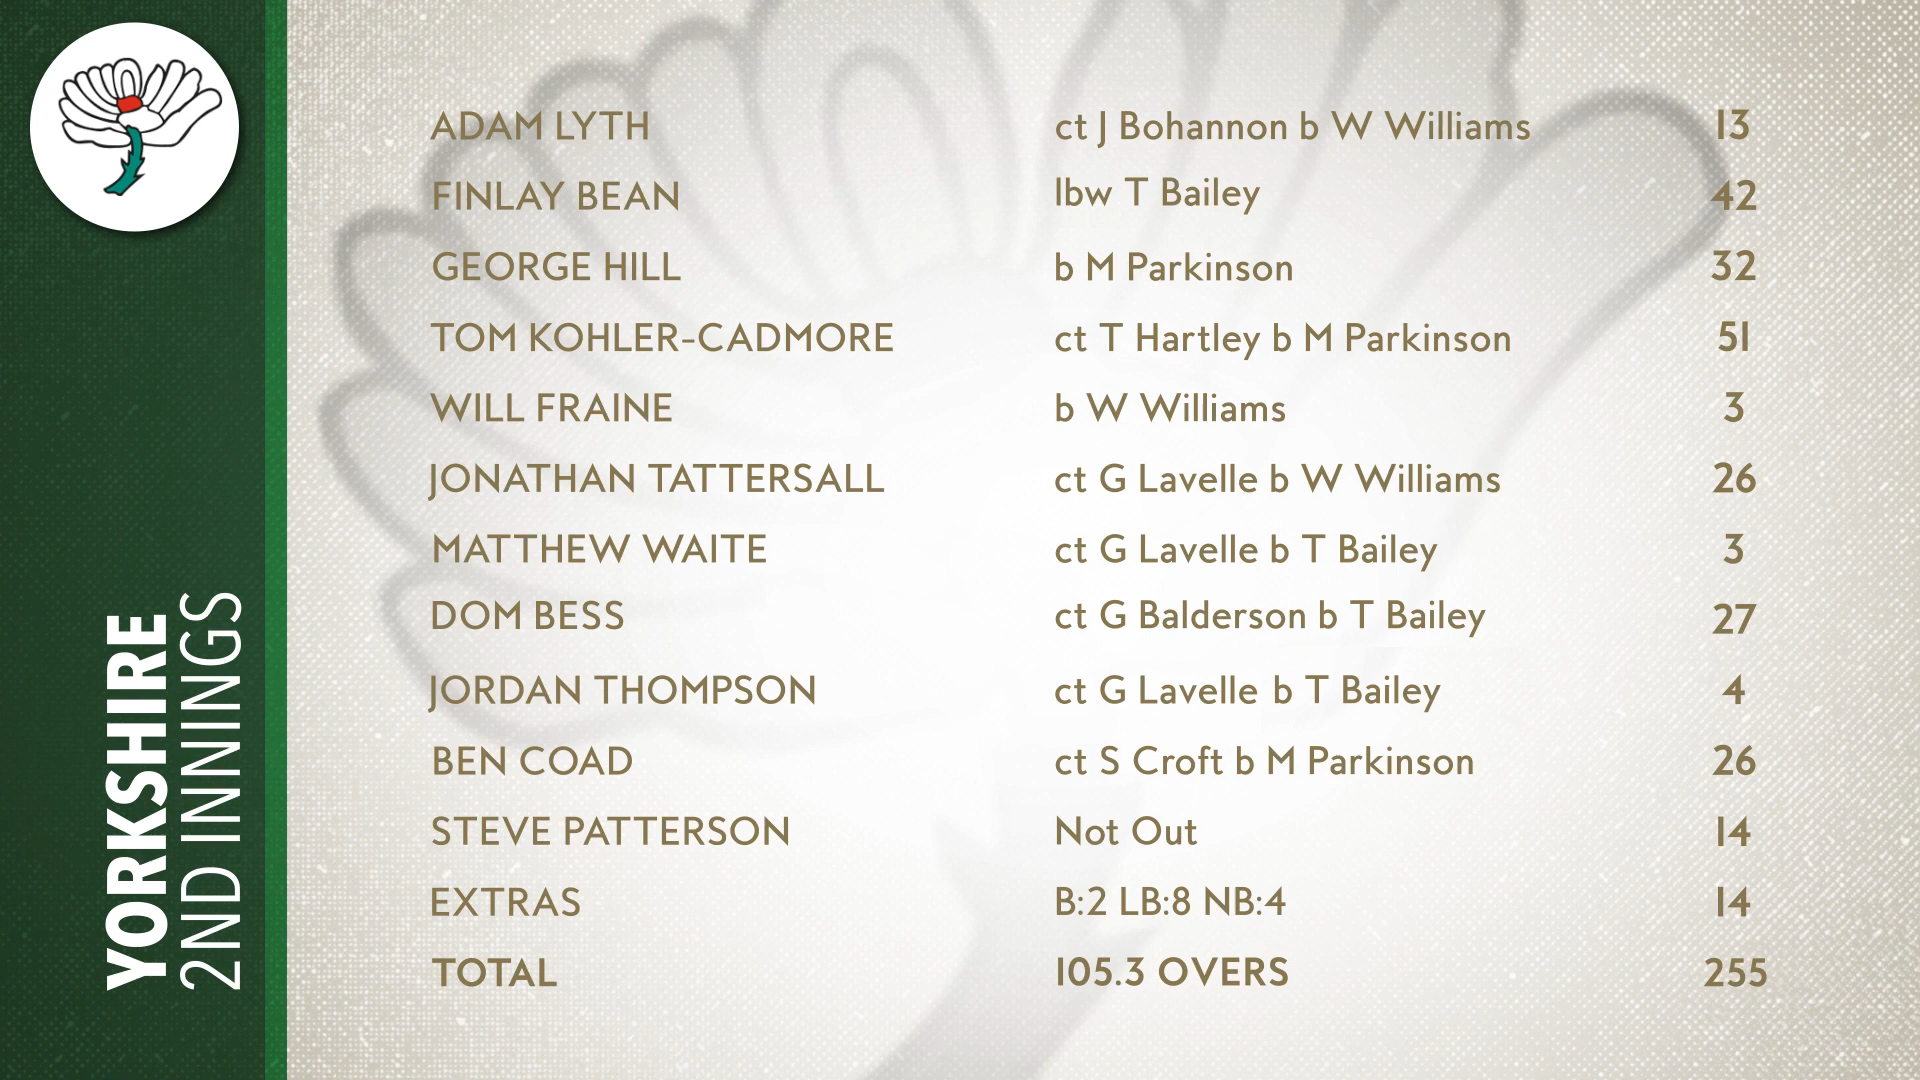 YORKSHIRE
2ND INNINGS
ADAM LYTH ct J Bohannon b W Williams 13
FINLAY BEAN lbw T Bailey 42
GEORGE HILL b M Parkinson 32
TOM KOHLER-CADMORE ct T Hartley b M Parkinson 51
WILL FRAINE b W Williams 3
JONATHAN TATTERSALL ct G Lavelle b W Williams 26
MATTHEW WAITE ct G Lavelle b T Bailey 3
DOM BESS ct G Balderson b T Bailey 27
JORDAN THOMPSON ct G Lavelle b T Bailey 4
BEN COAD ct S Croft b M Parkinson 26
STEVE PATTERSON Not Out 14
EXTRAS B:2 LB:8 NB:4 14
TOTAL 105.3 OVERS 255